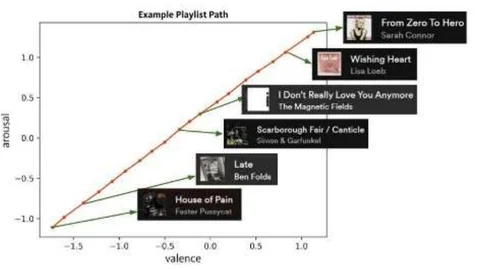 Example Playlist Path
From Zero To Hero
Sarah Connor
Wishing Heart
Lisa Loeb
I Don't Really Love You Anymore
The Magnetic Fields
Scarborough Fair / Canticle
Simon & Garfunkel
Late
Ben Folds
House of Pain
Faster Pussycat
arousal
1.0
0.5
0.0
−0.5
−1.0
−1.5
−1.0
−0.5
0.0
0.5
1.0
valence